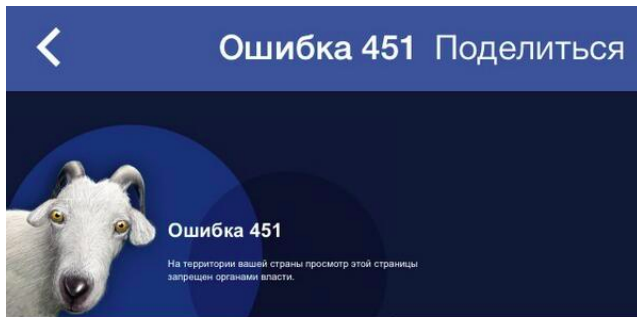 Ошибка 451 Поделиться
Ошибка 451
На территории вашей страны просмотр этой страницы
запрещен органами власти.